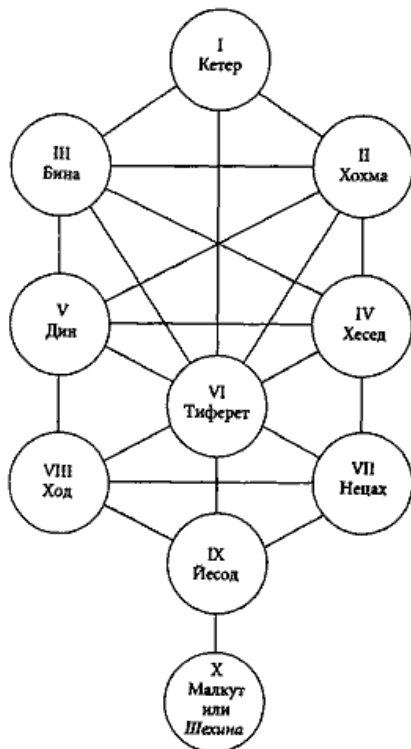 I
Кетер
III
Бина
II
Хохма
V
Дин
IV
Хесед
VI
Тиферет
VIII
Ход
VII
Нецах
IX
Йесод
X
Малкут
или
Шехина